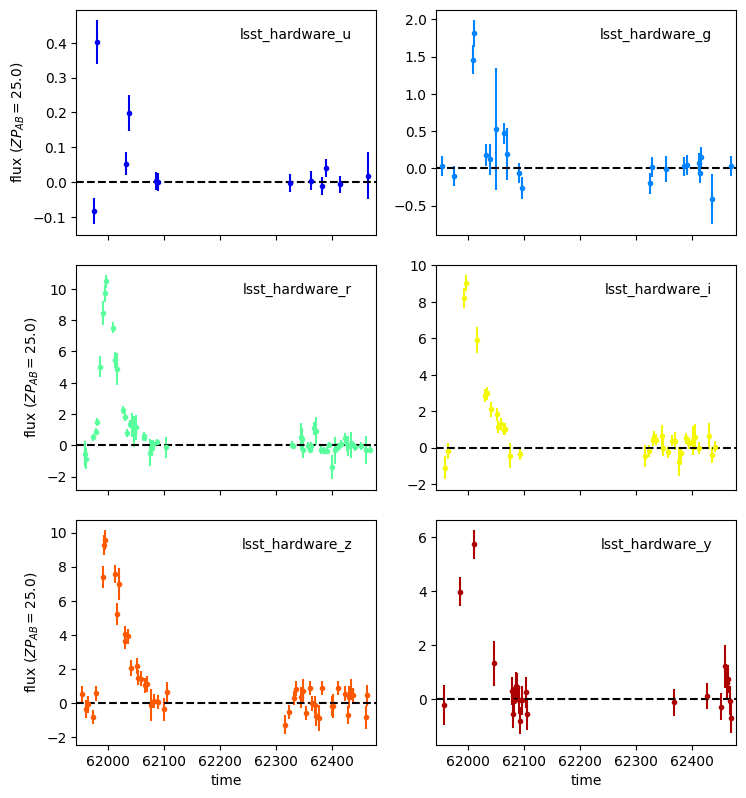 lsst_hardware_u
lsst_hardware_g
flux (ZP_AB = 25.0)
0.4
0.3
0.2
0.1
0.0
−0.1
2.0
1.5
1.0
0.5
0.0
−0.5
lsst_hardware_r
lsst_hardware_i
flux (ZP_AB = 25.0)
10
8
6
4
2
0
−2
10
8
6
4
2
0
−2
lsst_hardware_z
lsst_hardware_y
flux (ZP_AB = 25.0)
10
8
6
4
2
0
−2
6
4
2
0
62000 62100 62200 62300 62400
62000 62100 62200 62300 62400
time
time